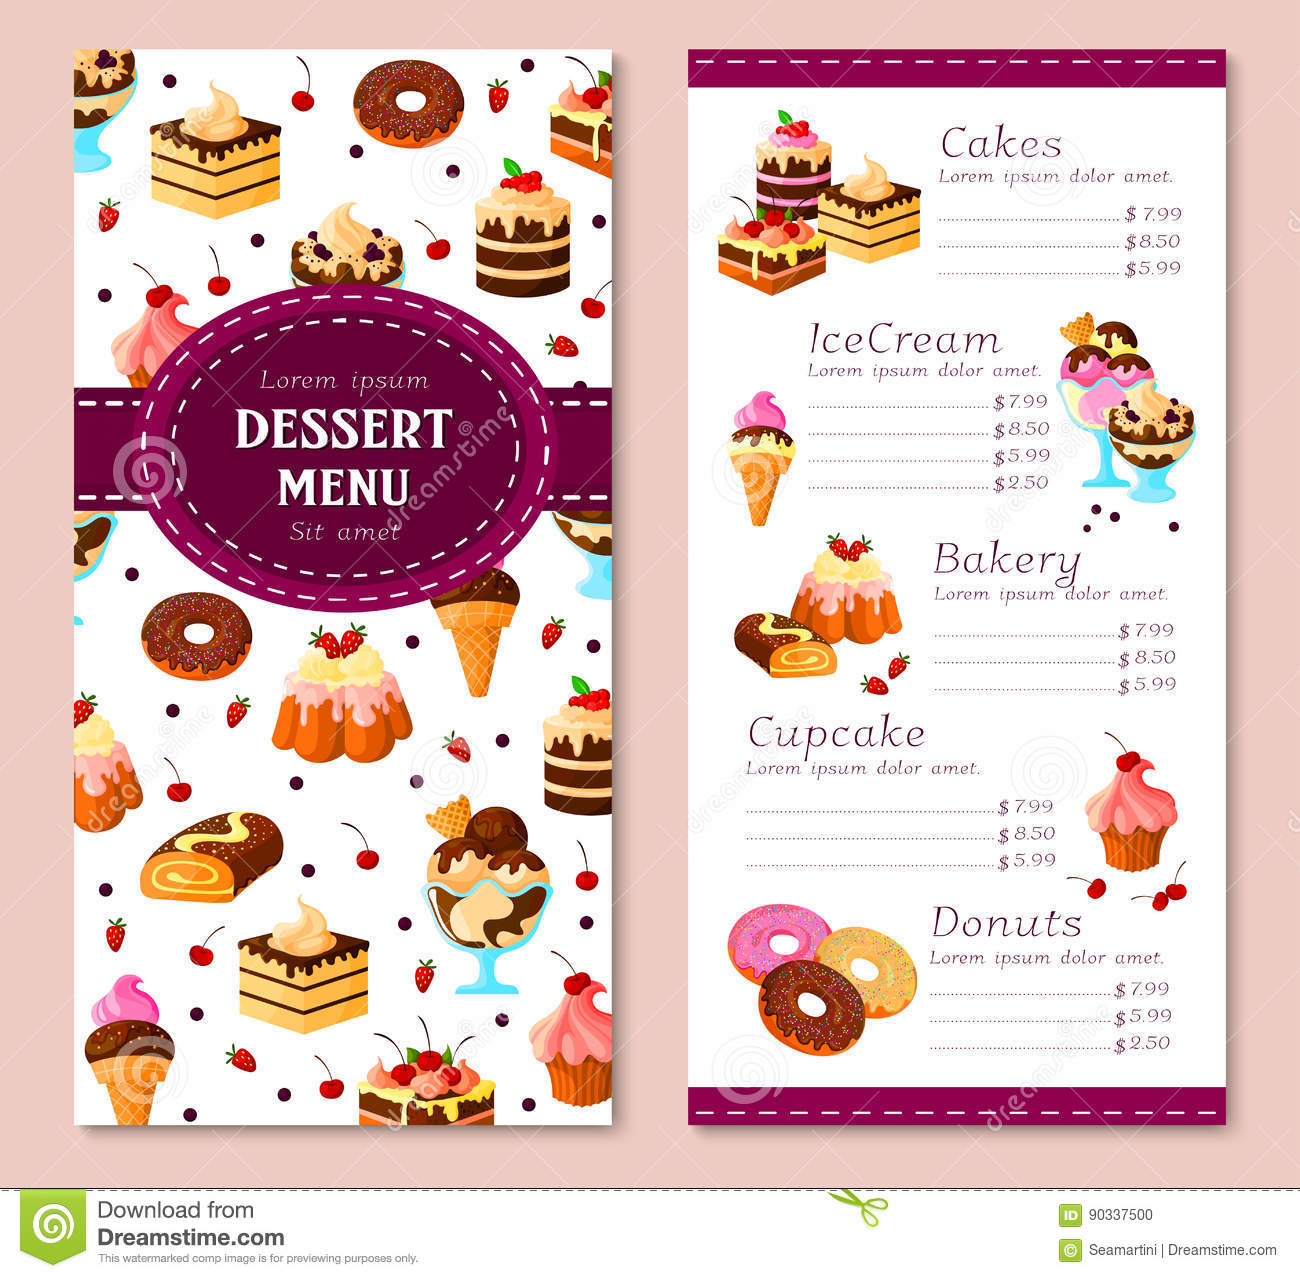 Lorem ipsum
DESSERT
MENU
Sit amet
Cakes
Lorem ipsum dolor amet.
$ 7.99
$8.50
$5.99
IceCream
Lorem ipsum dolor amet.
$7.99
$8.50
$5.99
$2.50
Bakery
Lorem ipsum dolor amet.
$7.99
$8.50
$5.99
Cupcake
Lorem ipsum dolor amet.
$7.99
$8.50
$5.99
Donuts
Lorem ipsum dolor amet.
$7.99
$5.99
$2.50
Download from
Dreamstime.com
This watermarked comp image is for previewing purposes only.
ID 90337500
© Seamartini | Dreamstime.com